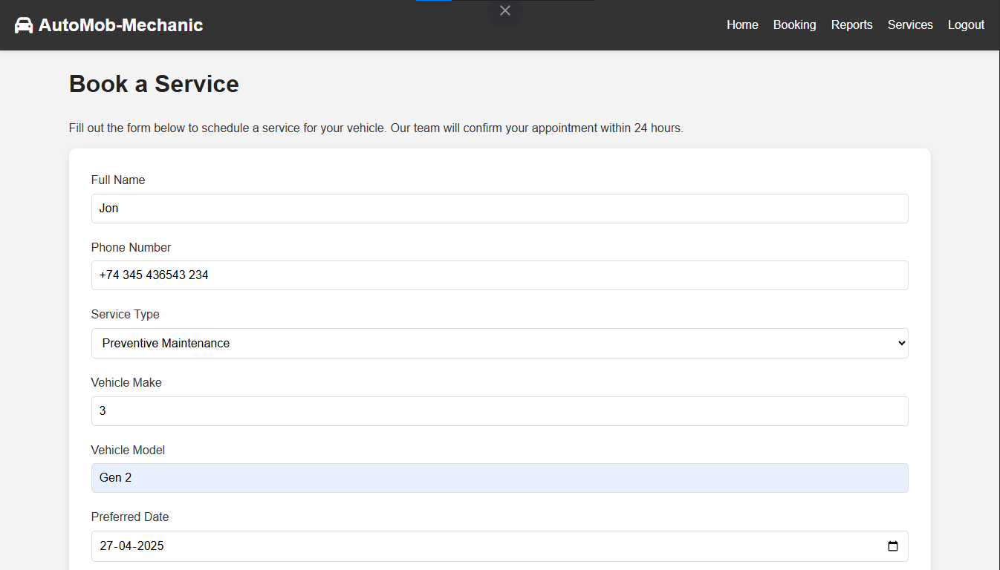 AutoMob-Mechanic
Home Booking Reports Services Logout
Book a Service
Fill out the form below to schedule a service for your vehicle. Our team will confirm your appointment within 24 hours.
Full Name
Jon
Phone Number
+74 345 436543 234
Service Type
Preventive Maintenance
Vehicle Make
3
Vehicle Model
Gen 2
Preferred Date
27-04-2025